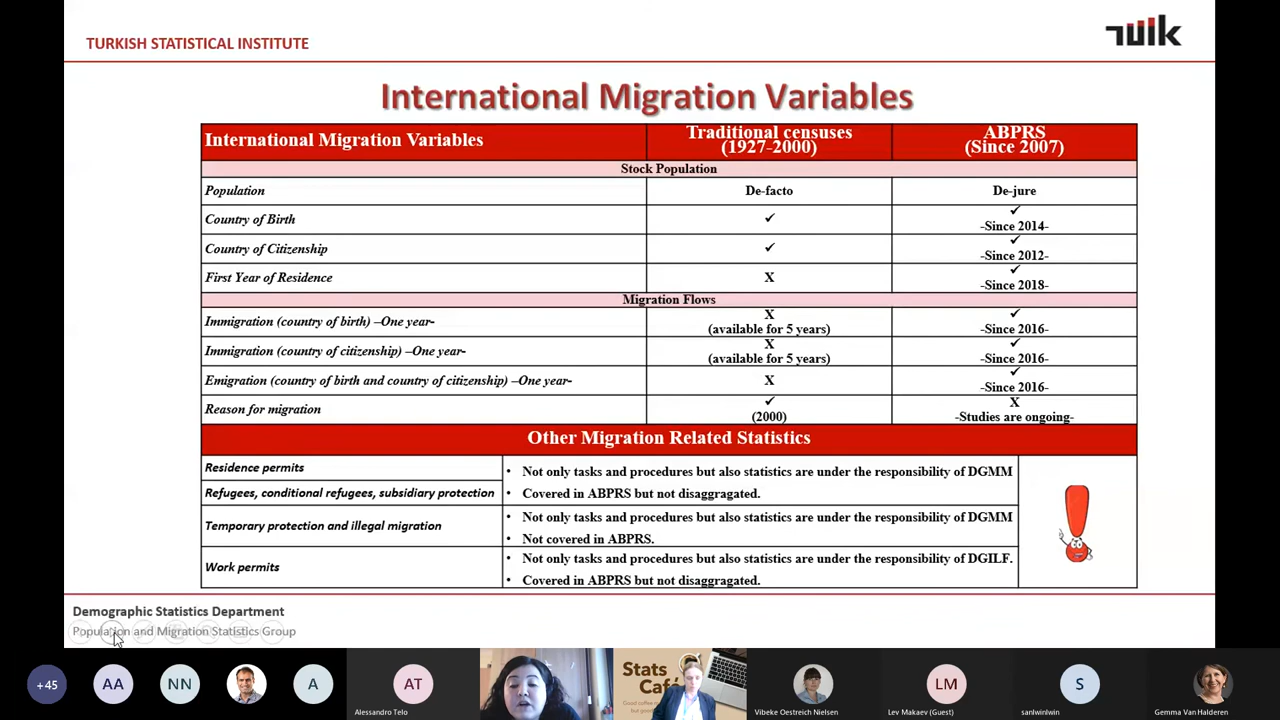 TURKISH STATISTICAL INSTITUTE
TUİK
International Migration Variables
International Migration Variables
Traditional censuses
(1927-2000)
ABPRS
(Since 2007)
Stock Population
Population
De-facto
De-jure
Country of Birth
✓
✓
-Since 2014-
Country of Citizenship
✓
✓
-Since 2012-
First Year of Residence
X
✓
-Since 2018-
Migration Flows
Immigration (country of birth) –One year-
X
(available for 5 years)
✓
-Since 2016-
Immigration (country of citizenship) –One year-
X
(available for 5 years)
✓
-Since 2016-
Emigration (country of birth and country of citizenship) –One year-
X
✓
-Since 2016-
Reason for migration
✓
(2000)
X
-Studies are ongoing-
Other Migration Related Statistics
Residence permits
Refugees, conditional refugees, subsidiary protection
• Not only tasks and procedures but also statistics are under the responsibility of DGMM
• Covered in ABPRS but not disaggragated.
Temporary protection and illegal migration
• Not only tasks and procedures but also statistics are under the responsibility of DGMM
• Not covered in ABPRS.
Work permits
• Not only tasks and procedures but also statistics are under the responsibility of DGILF.
• Covered in ABPRS but not disaggragated.
Demographic Statistics Department
Population and Migration Statistics Group
+45
AA
NN
A
AT
Alessandro Telo
Stats
Café
Good coffee
but good
Vibeke Oestreich Nielsen
LM
Lev Makaev (Guest)
S
sanlwinlwin
Gemma Van Halderen